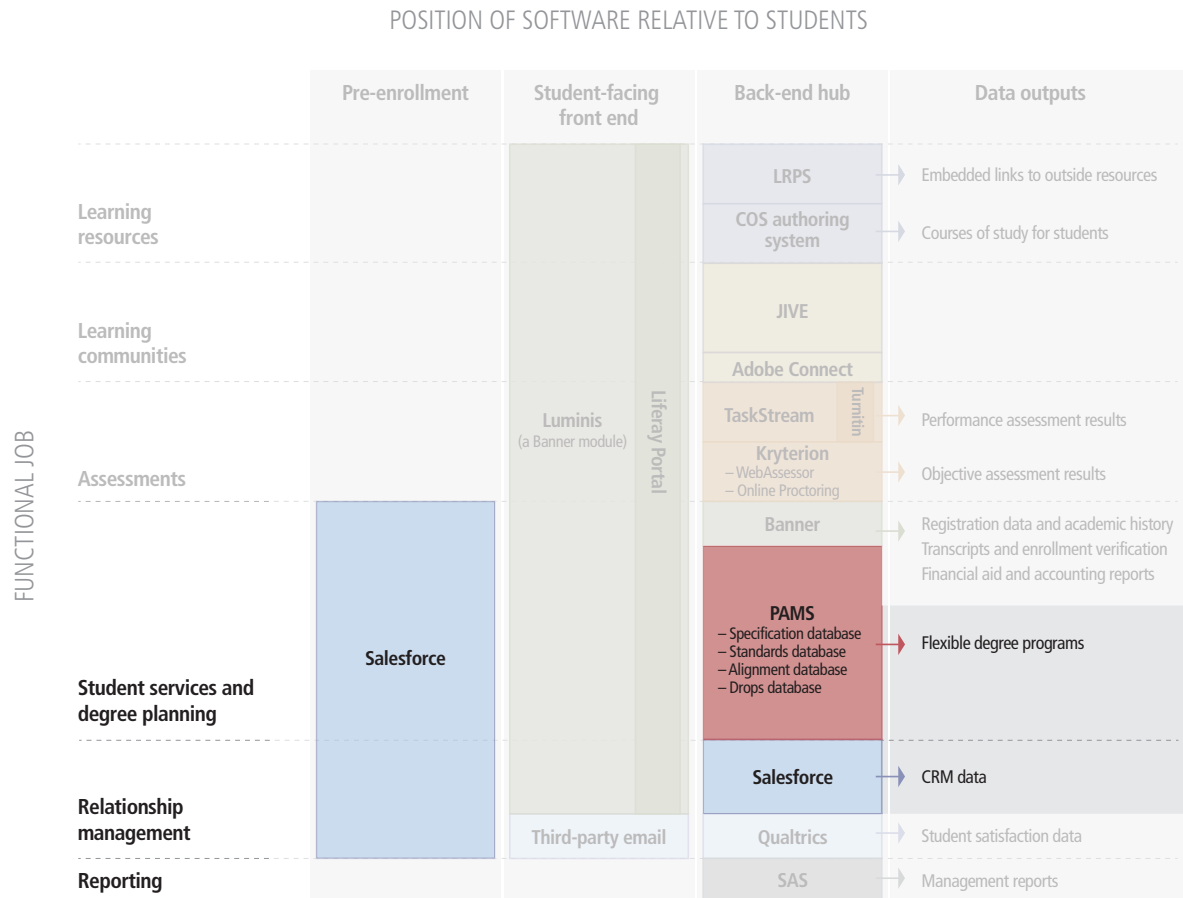 POSITION OF SOFTWARE RELATIVE TO STUDENTS
Pre-enrollment
Student-facing
front end
Back-end hub
Data outputs
FUNCTIONAL JOB
Learning
resources
LRPS
Embedded links to outside resources
COS authoring
system
Courses of study for students
Learning
communities
JIVE
Adobe Connect
Luminis
(a Banner module)
Liferay Portal
Assessments
TaskStream
Turnitin
Performance assessment results
Kryterion
– WebAssessor
– Online Proctoring
Objective assessment results
Student services and
degree planning
Salesforce
Banner
Registration data and academic history
Transcripts and enrollment verification
Financial aid and accounting reports
PAMS
– Specification database
– Standards database
– Alignment database
– Drops database
Flexible degree programs
Relationship
management
Salesforce
CRM data
Third-party email
Qualtrics
Student satisfaction data
Reporting
SAS
Management reports